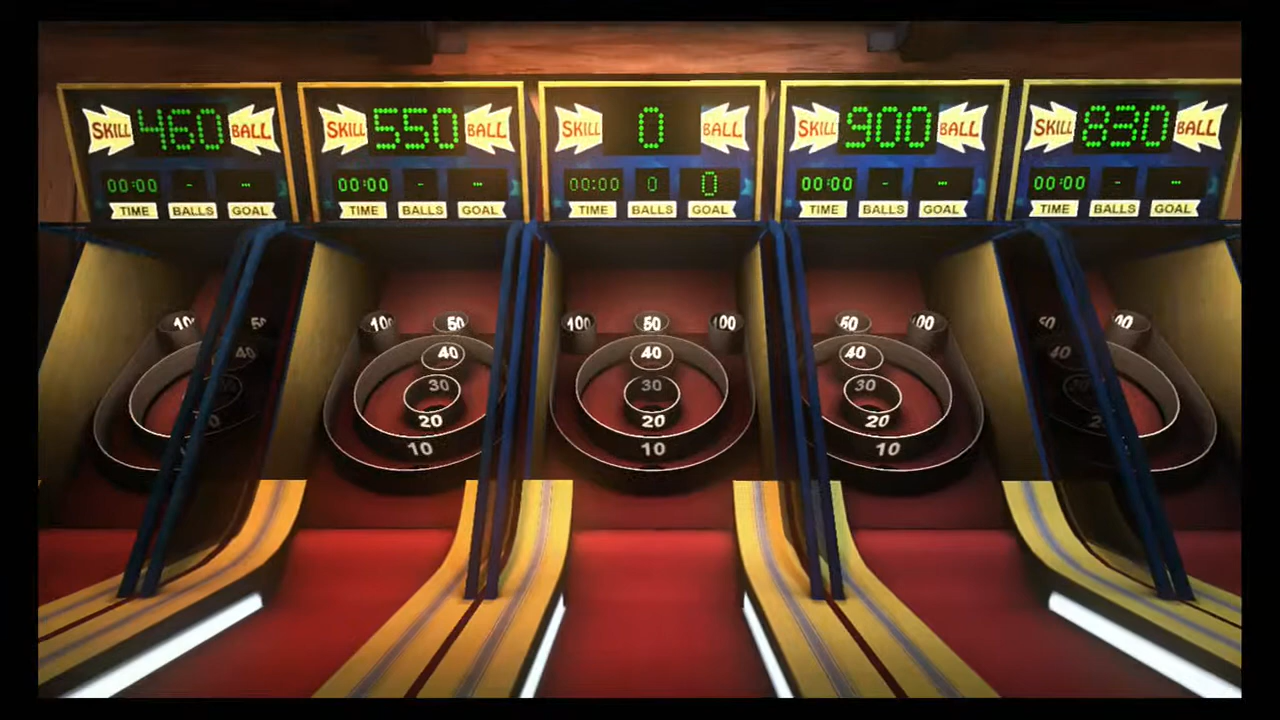 SKILL 460 BALL SKILL 550 BALL SKILL 0 BALL SKILL 900 BALL SKILL 830 BALL
00:00 - ... 00:00 - ... 00:00 0 0 00:00 - ... 00:00 - ...
TIME BALLS GOAL TIME BALLS GOAL TIME BALLS GOAL TIME BALLS GOAL TIME BALLS GOAL
100 50 100 50 100 50 100 50 100 50 100
40 40 40 40 40
30 30 30 30
20 20 20 20
10 10 10